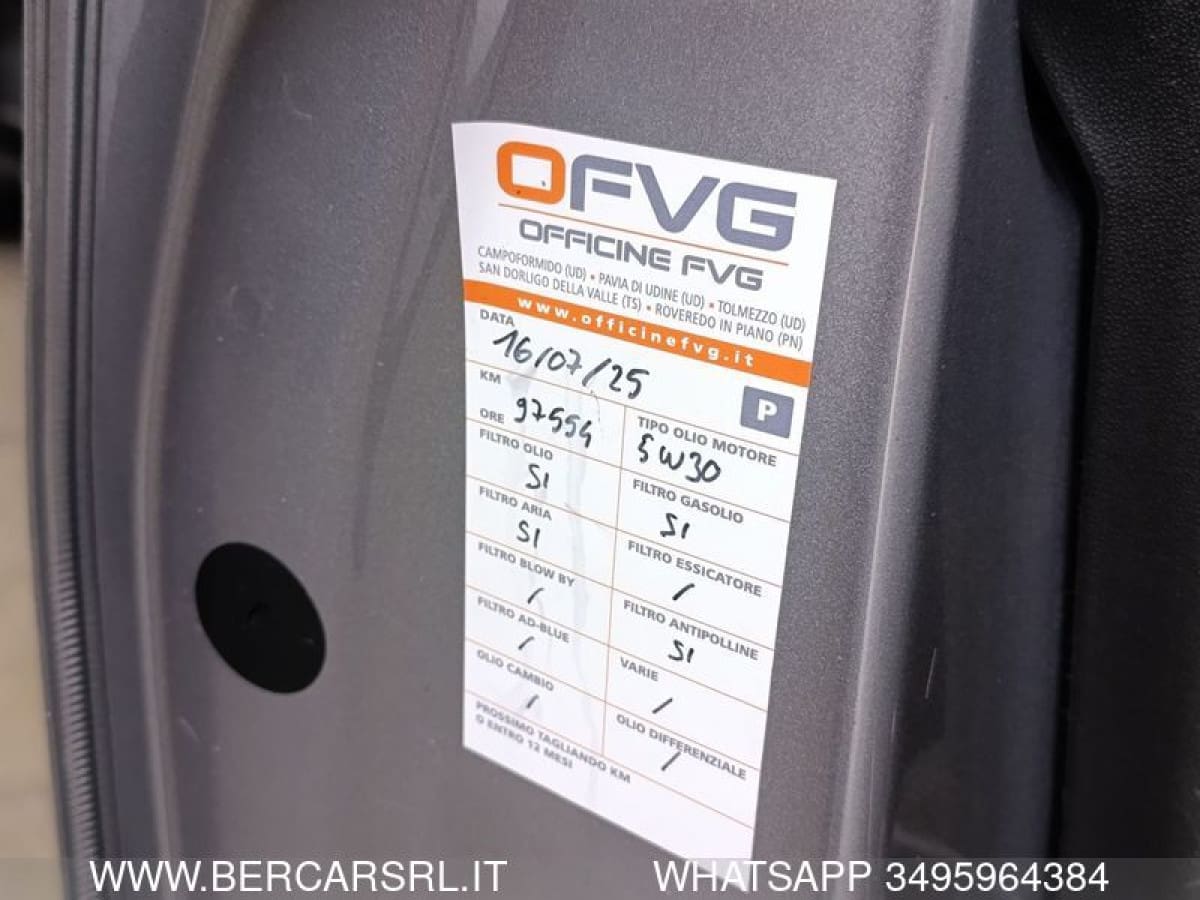 OFVG
OFFICINE FVG
CAMPOFORMIDO (UD) • PAVIA DI UDINE (UD) • TOLMEZZO (UD)
SAN DORLIGO DELLA VALLE (TS) • ROVEREDO IN PIANO (PN)
www.officinefvg.it
DATA
16/07/25
P
KM
ORE 97554
TIPO OLIO MOTORE
5W30
FILTRO OLIO
SI
FILTRO GASOLIO
SI
FILTRO ARIA
SI
FILTRO ESSICATORE
/
FILTRO BLOW BY
/
FILTRO ANTIPOLLINE
SI
FILTRO AD-BLUE
/
VARIE
/
OLIO CAMBIO
/
OLIO DIFFERENZIALE
/
PROSSIMO TAGLIANDO KM
O ENTRO 12 MESI
WWW.BERCARSRL.IT
WHATSAPP 3495964384